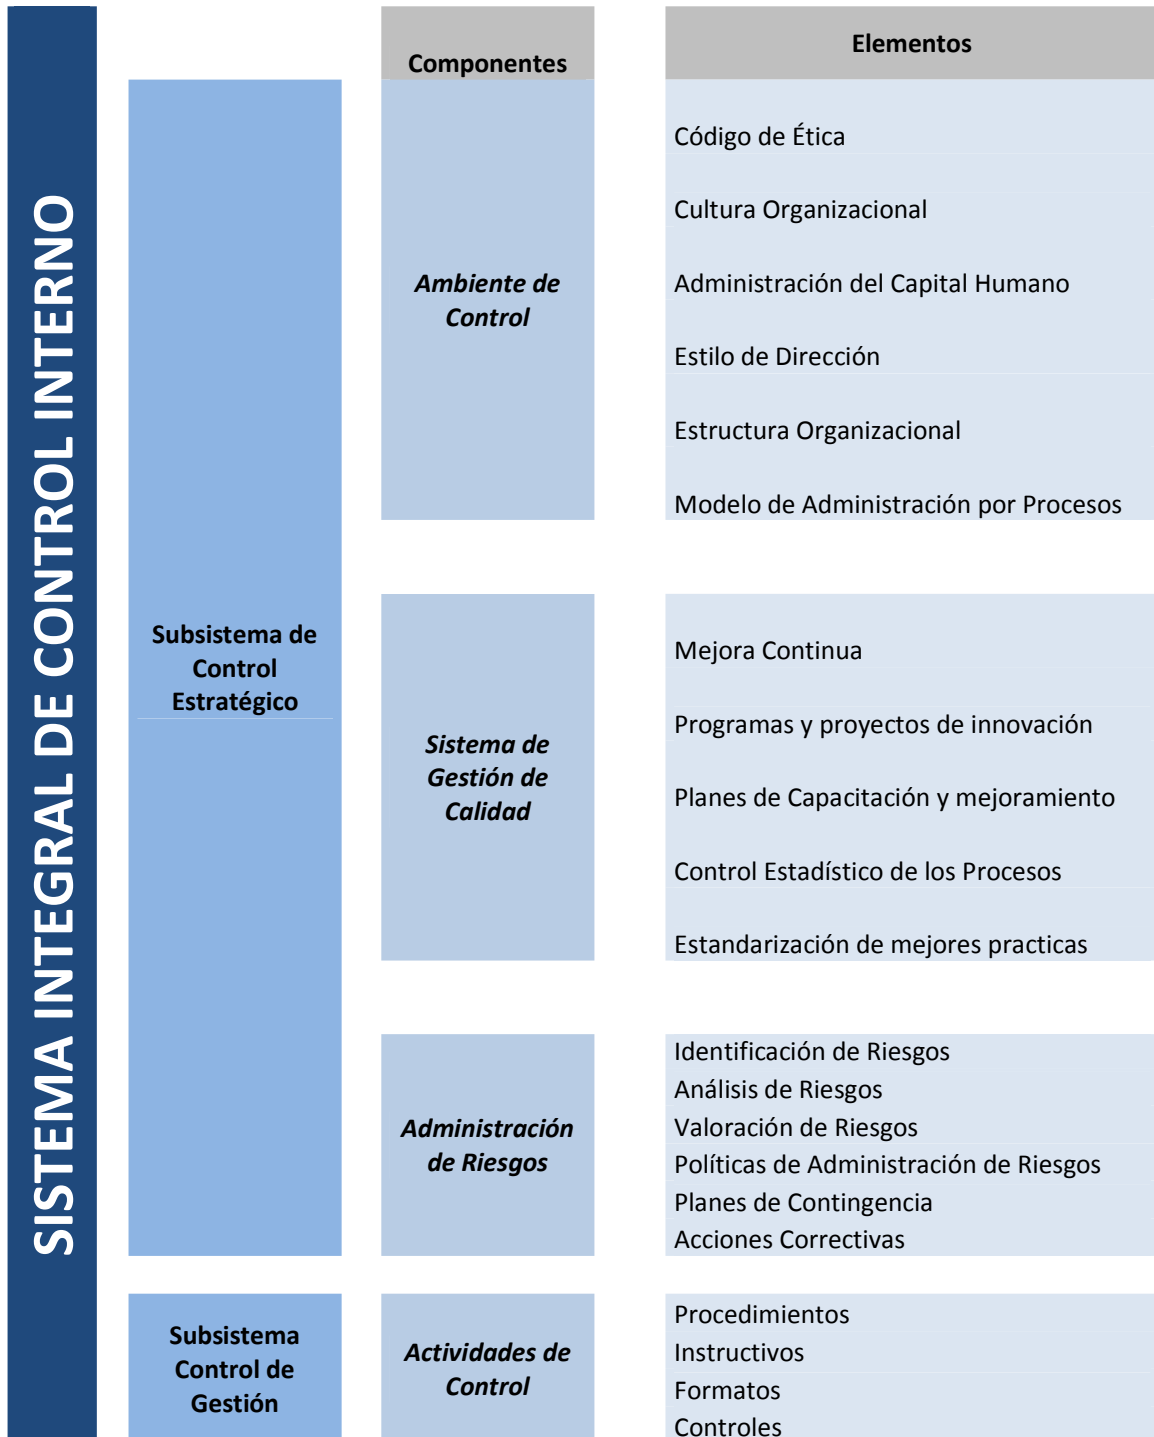 SISTEMA INTEGRAL DE CONTROL INTERNO
Componentes
Elementos
Subsistema de
Control
Estratégico
Ambiente de
Control
Código de Ética
Cultura Organizacional
Administración del Capital Humano
Estilo de Dirección
Estructura Organizacional
Modelo de Administración por Procesos
Sistema de
Gestión de
Calidad
Mejora Continua
Programas y proyectos de innovación
Planes de Capacitación y mejoramiento
Control Estadístico de los Procesos
Estandarización de mejores practicas
Administración
de Riesgos
Identificación de Riesgos
Análisis de Riesgos
Valoración de Riesgos
Políticas de Administración de Riesgos
Planes de Contingencia
Acciones Correctivas
Subsistema
Control de
Gestión
Actividades de
Control
Procedimientos
Instructivos
Formatos
Controles